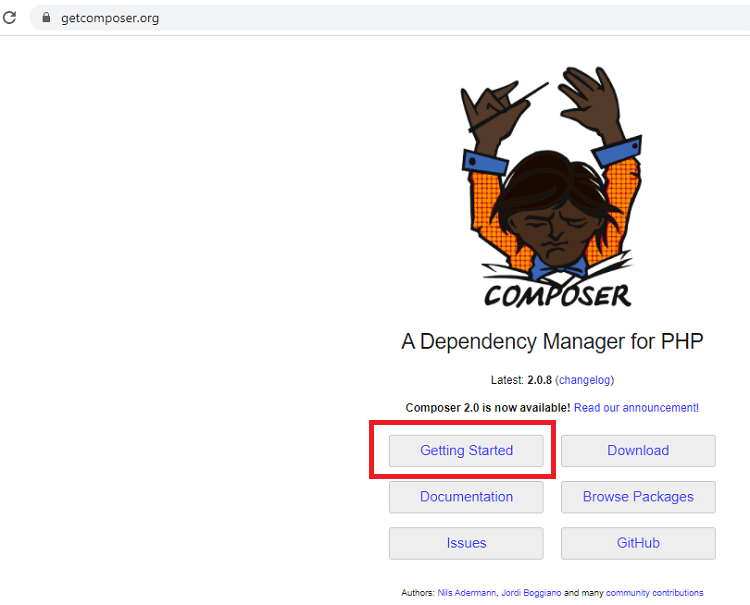 getcomposer.org
COMPOSER
A Dependency Manager for PHP
Latest: 2.0.8 (changelog)
Composer 2.0 is now available! Read our announcement!
Getting Started Download
Documentation Browse Packages
Issues GitHub
Authors: Nils Adermann, Jordi Boggiano and many community contributions